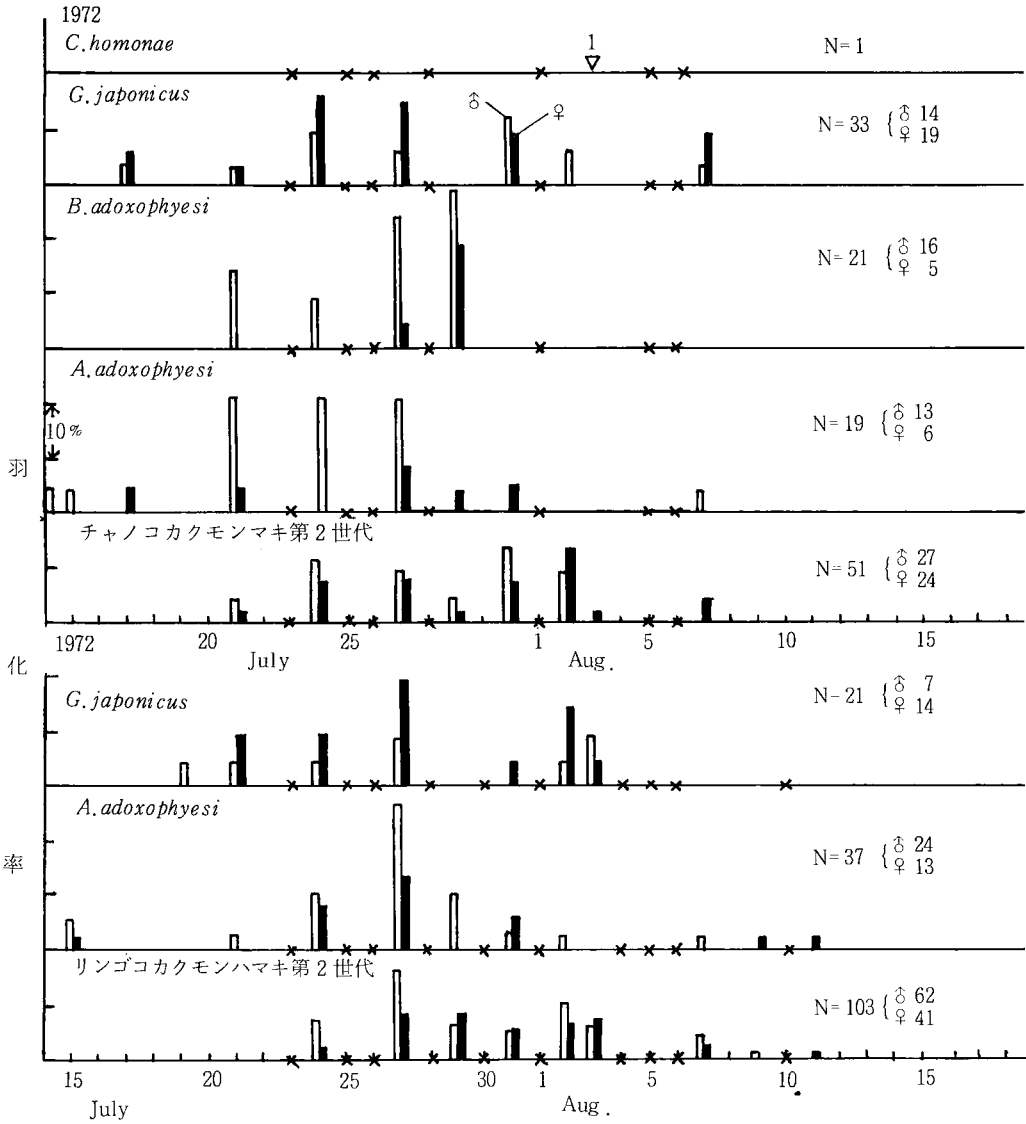 1972
C.homonae
1
N=1
G.japonicus
♂
♀
N=33 { ♂ 14
♀ 19
B.adoxophyesi
N=21 { ♂ 16
♀ 5
A.adoxophyesi
10%
N=19 { ♂ 13
♀ 6
羽化率
チャノコカクモンマキ第2世代
N=51 { ♂ 27
♀ 24
1972 20 25 1 5 10 15
July Aug.
G.japonicus
N-21 { ♂ 7
♀ 14
A.adoxophyesi
N=37 { ♂ 24
♀ 13
リンゴコカクモンハマキ第2世代
N=103 { ♂ 62
♀ 41
15 20 25 30 1 5 10 15
July Aug.